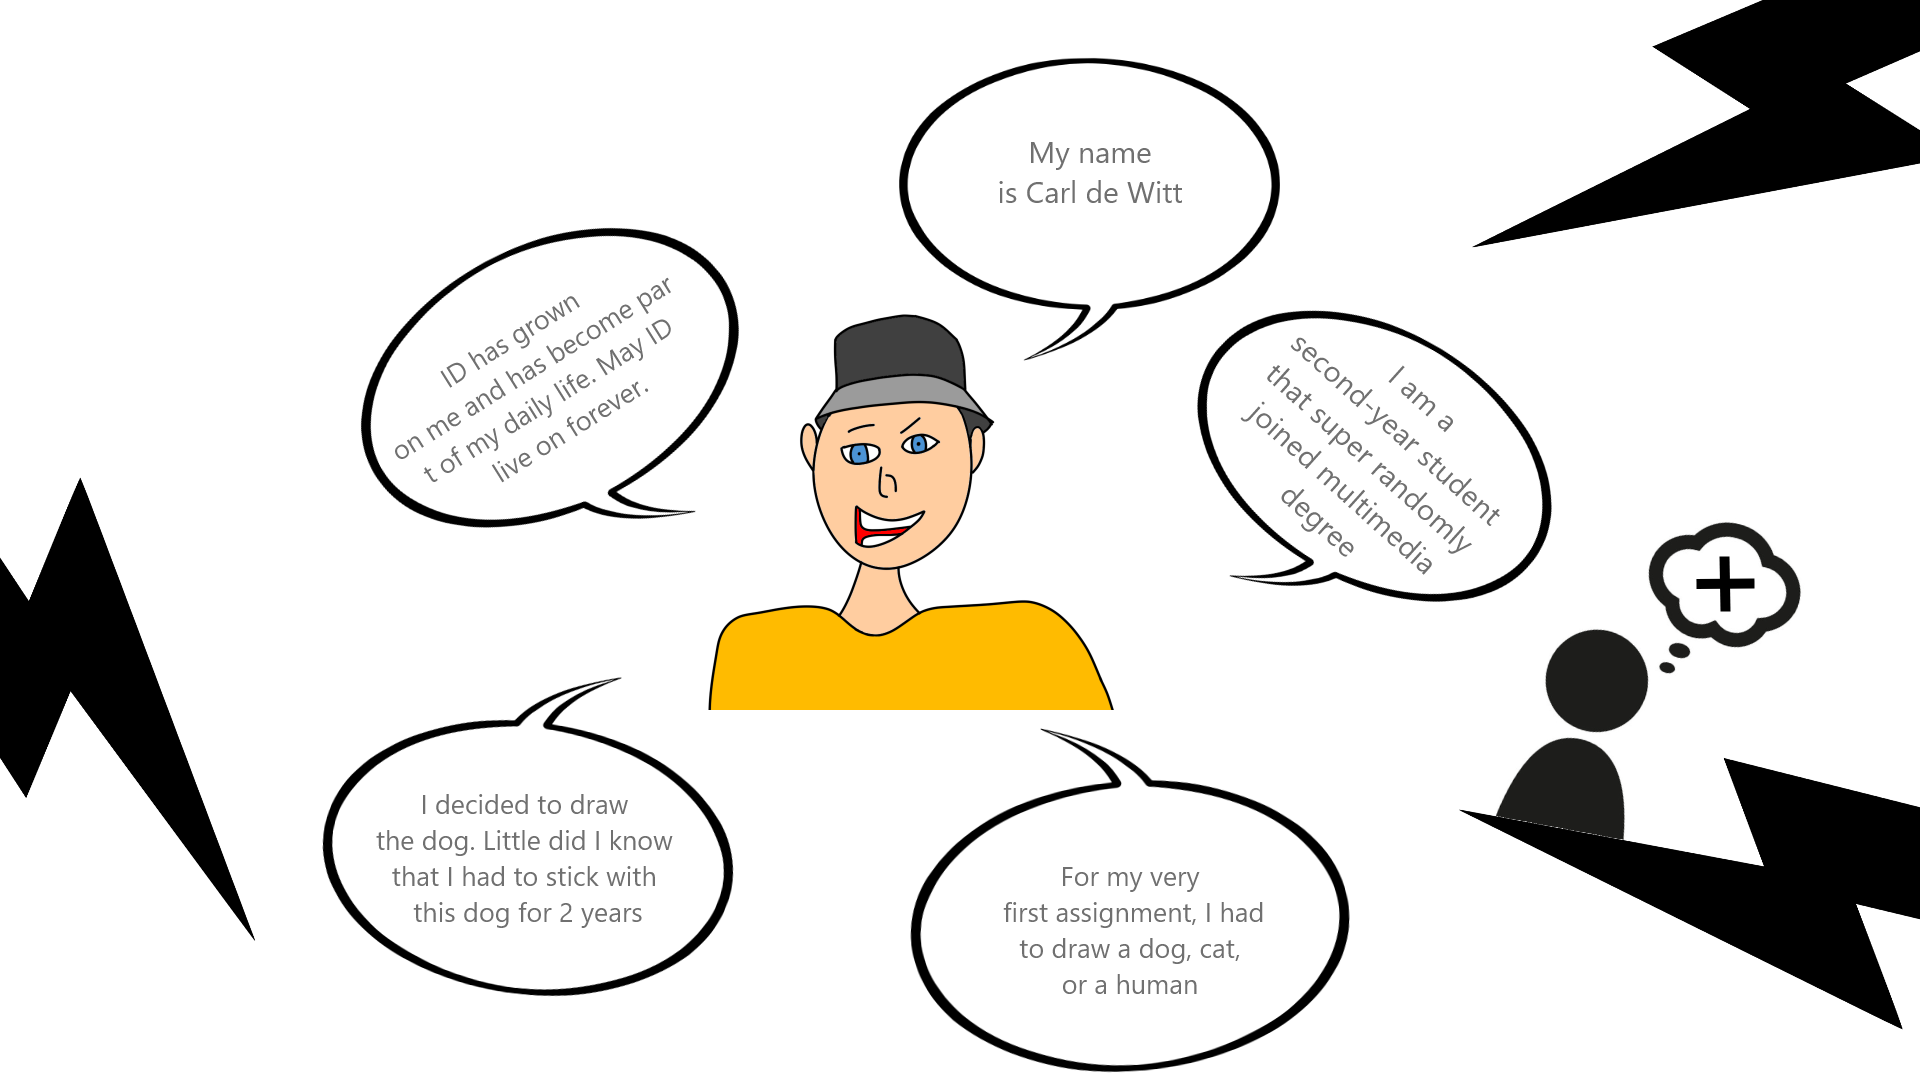 My name
is Carl de Witt
I am a
second-year student
that super randomly
joined multimedia
degree
For my very
first assignment, I had
to draw a dog, cat,
or a human
I decided to draw
the dog. Little did I know
that I had to stick with
this dog for 2 years
ID has grown
on me and has become par
t of my daily life. May ID
live on forever.